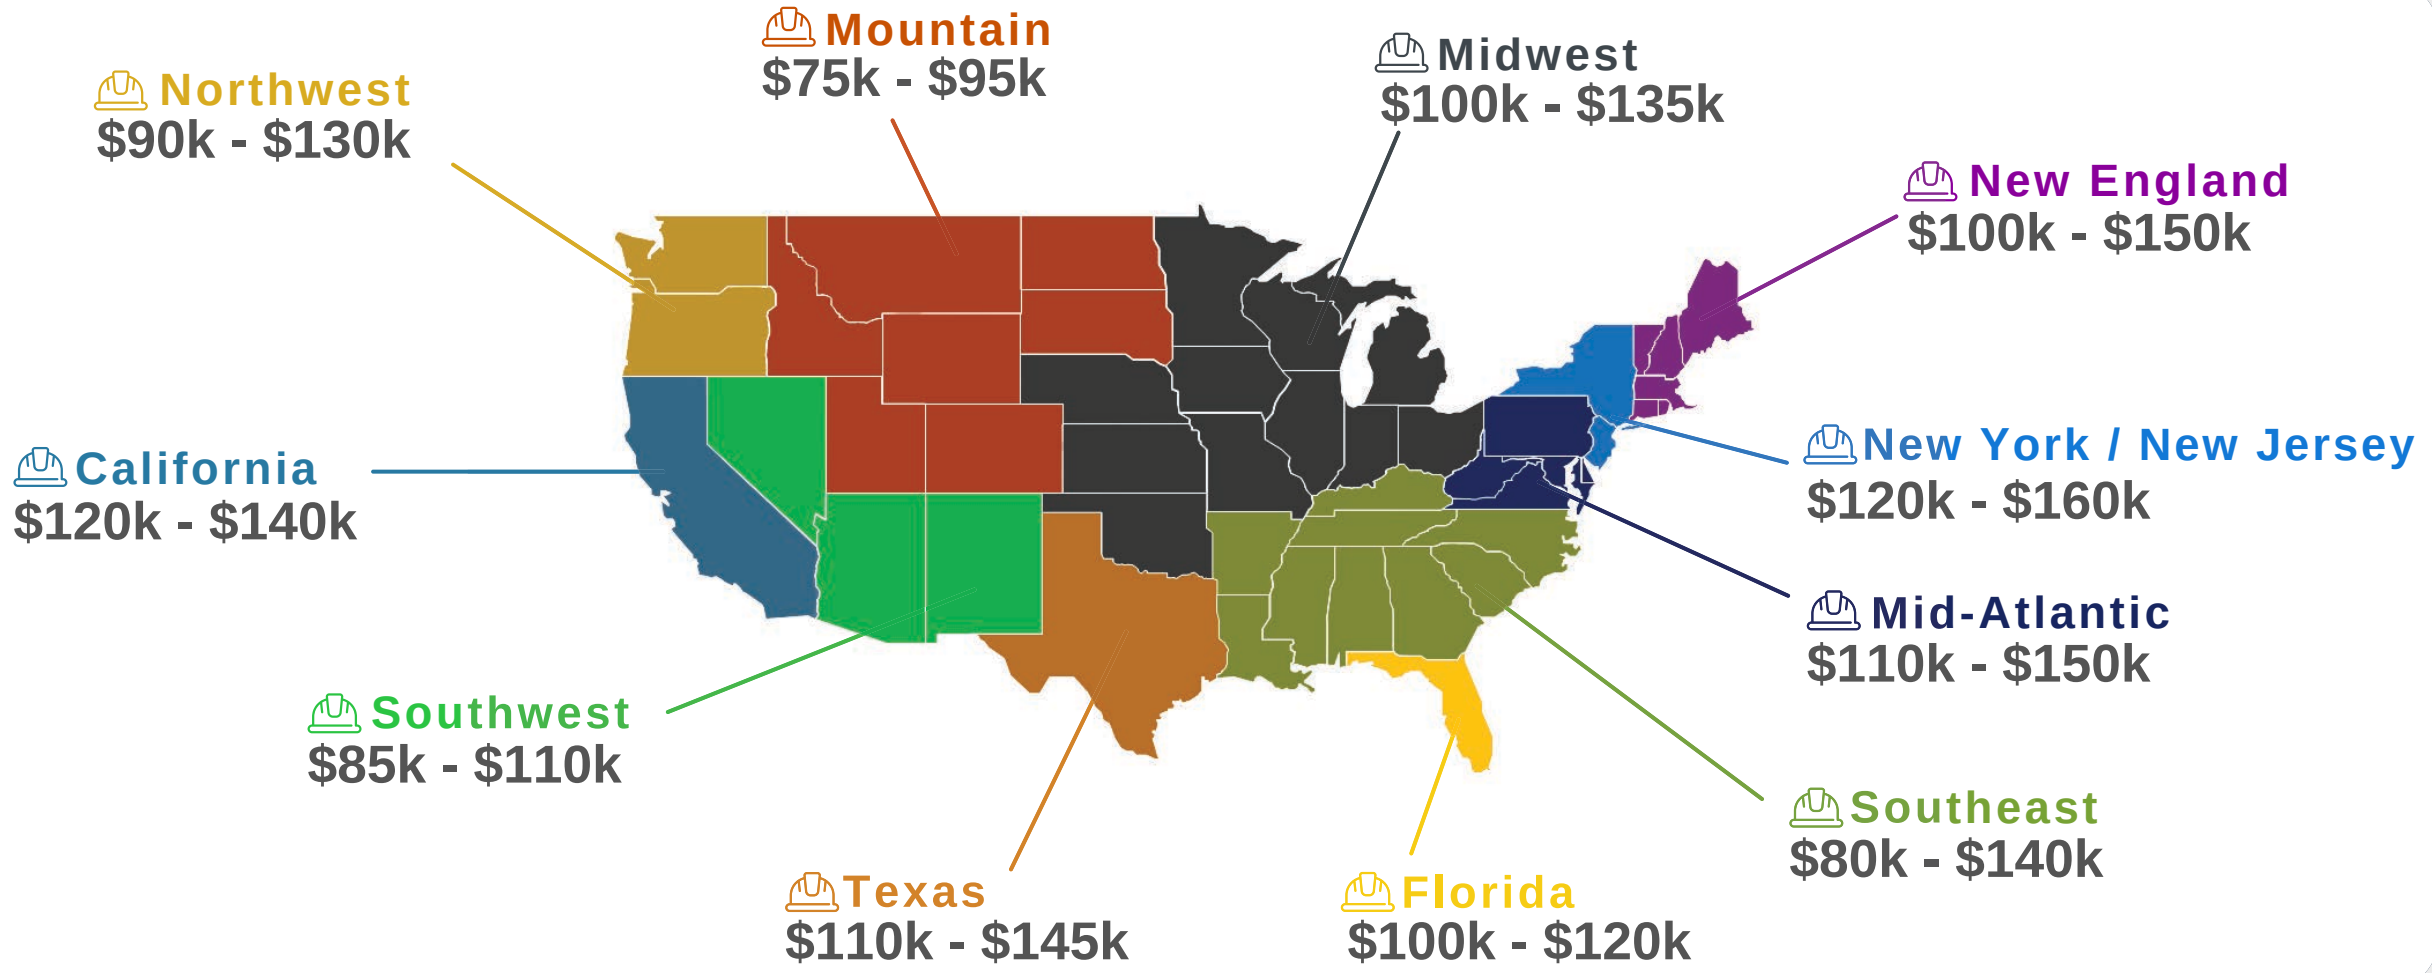 Mountain
$75k - $95k
Midwest
$100k - $135k
Northwest
$90k - $130k
New England
$100k - $150k
California
$120k - $140k
New York / New Jersey
$120k - $160k
Mid-Atlantic
$110k - $150k
Southwest
$85k - $110k
Southeast
$80k - $140k
Texas
$110k - $145k
Florida
$100k - $120k